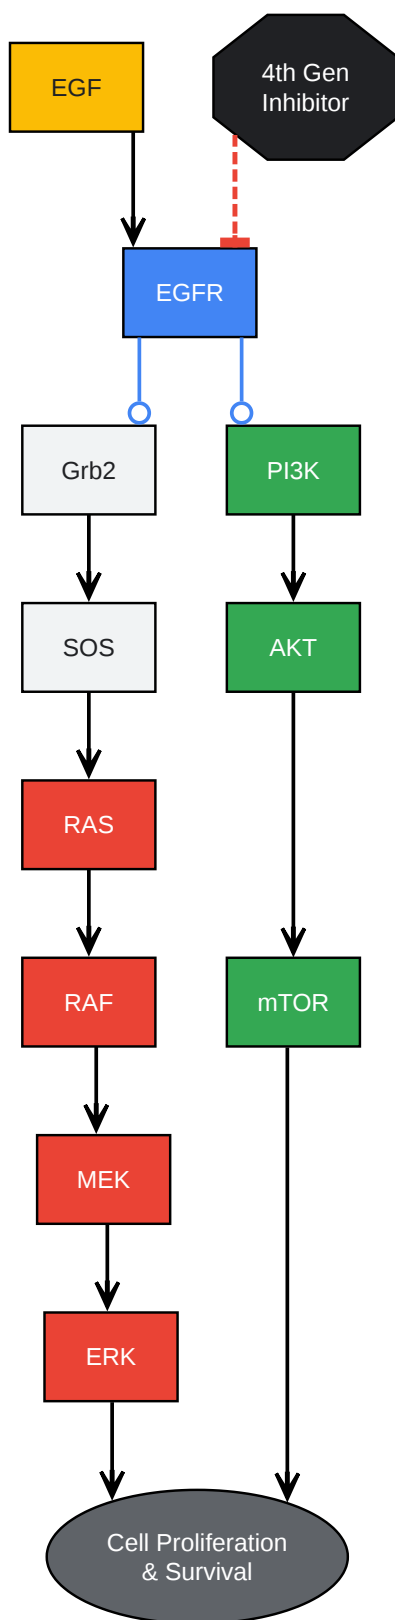 EGF
4th Gen
Inhibitor
EGFR
Grb2
PI3K
SOS
AKT
RAS
RAF
mTOR
MEK
ERK
Cell Proliferation
& Survival